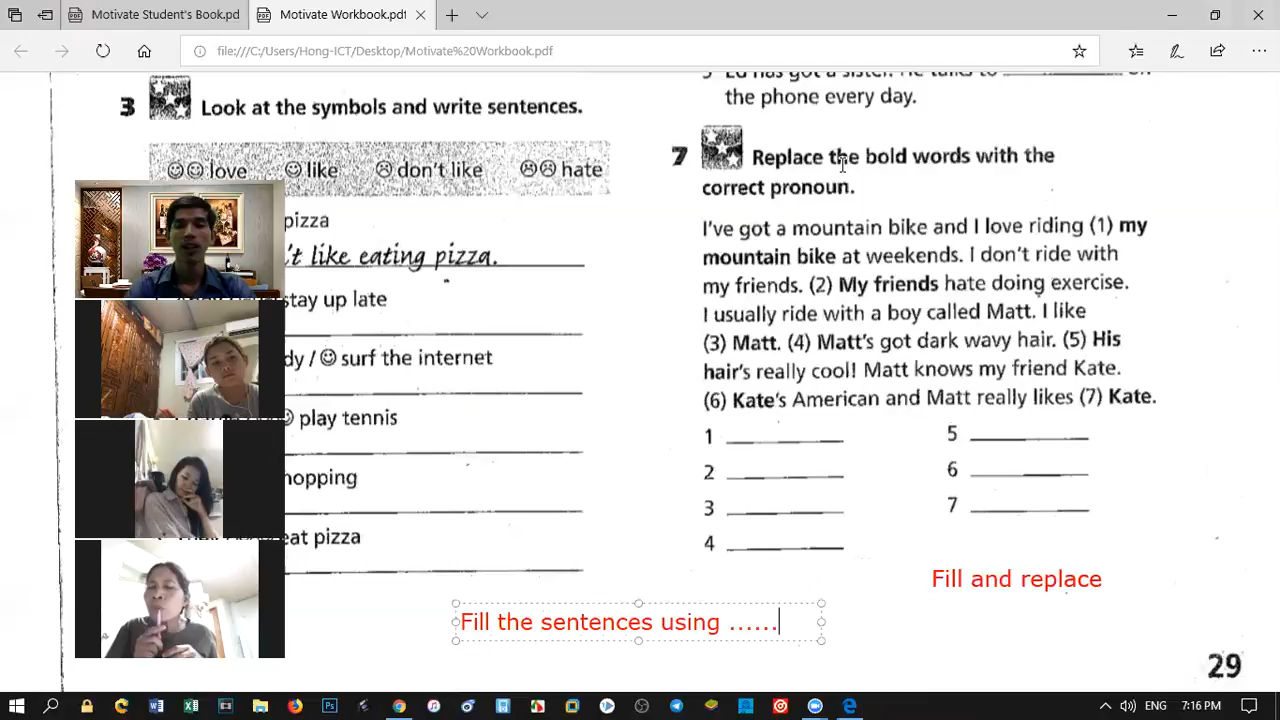 Motivate Student's Book.
Motivate Workbook.pdf
file:///C:/Users/Hong-ICT/Desktop/Motivate%20Workbook.pdf
3 Look at the symbols and write sentences.
love like don't like hate
pizza
't like eating pizza.
stay up late
dy / surf the internet
play tennis
hopping
eat pizza
the phone every day.
7 Replace the bold words with the
correct pronoun.
I've got a mountain bike and I love riding (1) my
mountain bike at weekends. I don't ride with
my friends. (2) My friends hate doing exercise.
I usually ride with a boy called Matt. I like
(3) Matt. (4) Matt's got dark wavy hair. (5) His
hair's really cool! Matt knows my friend Kate.
(6) Kate's American and Matt really likes (7) Kate.
1 ________ 5 ________
2 ________ 6 ________
3 ________ 7 ________
4 ________
Fill and replace
Fill the sentences using ......
29
ENG 7:16 PM